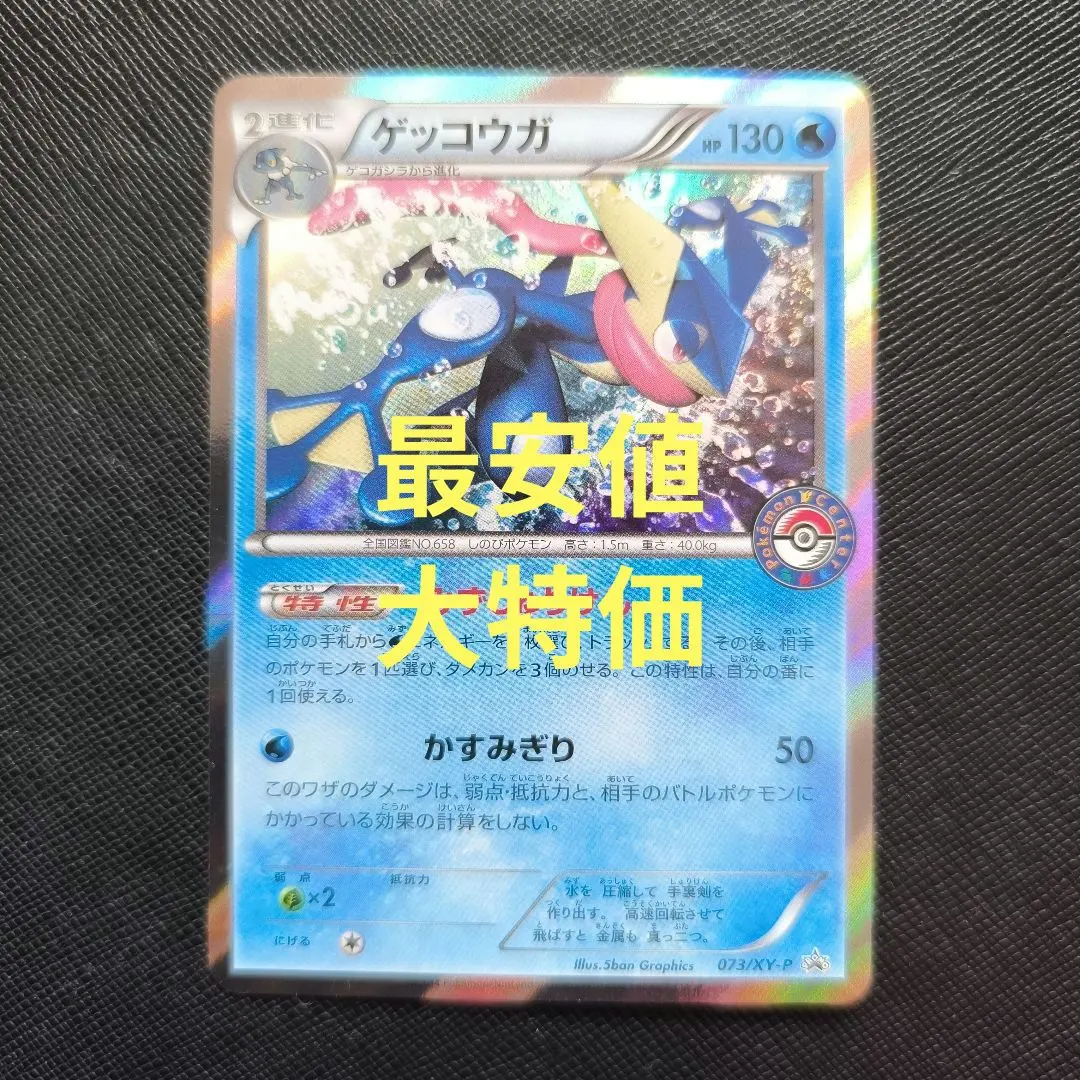 2進化
ゲッコウガ
HP130
ゲコガシラから進化
最安値
Pokémon Center
全国図鑑NO.658 しのびポケモン 高さ:1.5m 重さ:40.0kg
とくせい
特性
大特価
自分の手札から
その後、相手
のポケモンを1匹選び、ダメカンを3個のせる。この特性は、自分の番に
1回使える。
かすみぎり 50
このワザのダメージは、弱点・抵抗力と、相手のバトルポケモンに
かかっている効果の計算をしない。
弱点 抵抗力
×2
にげる
水を圧縮して手裏剣を
作り出す。高速回転させて
飛ばすと金属も真っ二つ。
Illus.5ban Graphics 073/XY-P